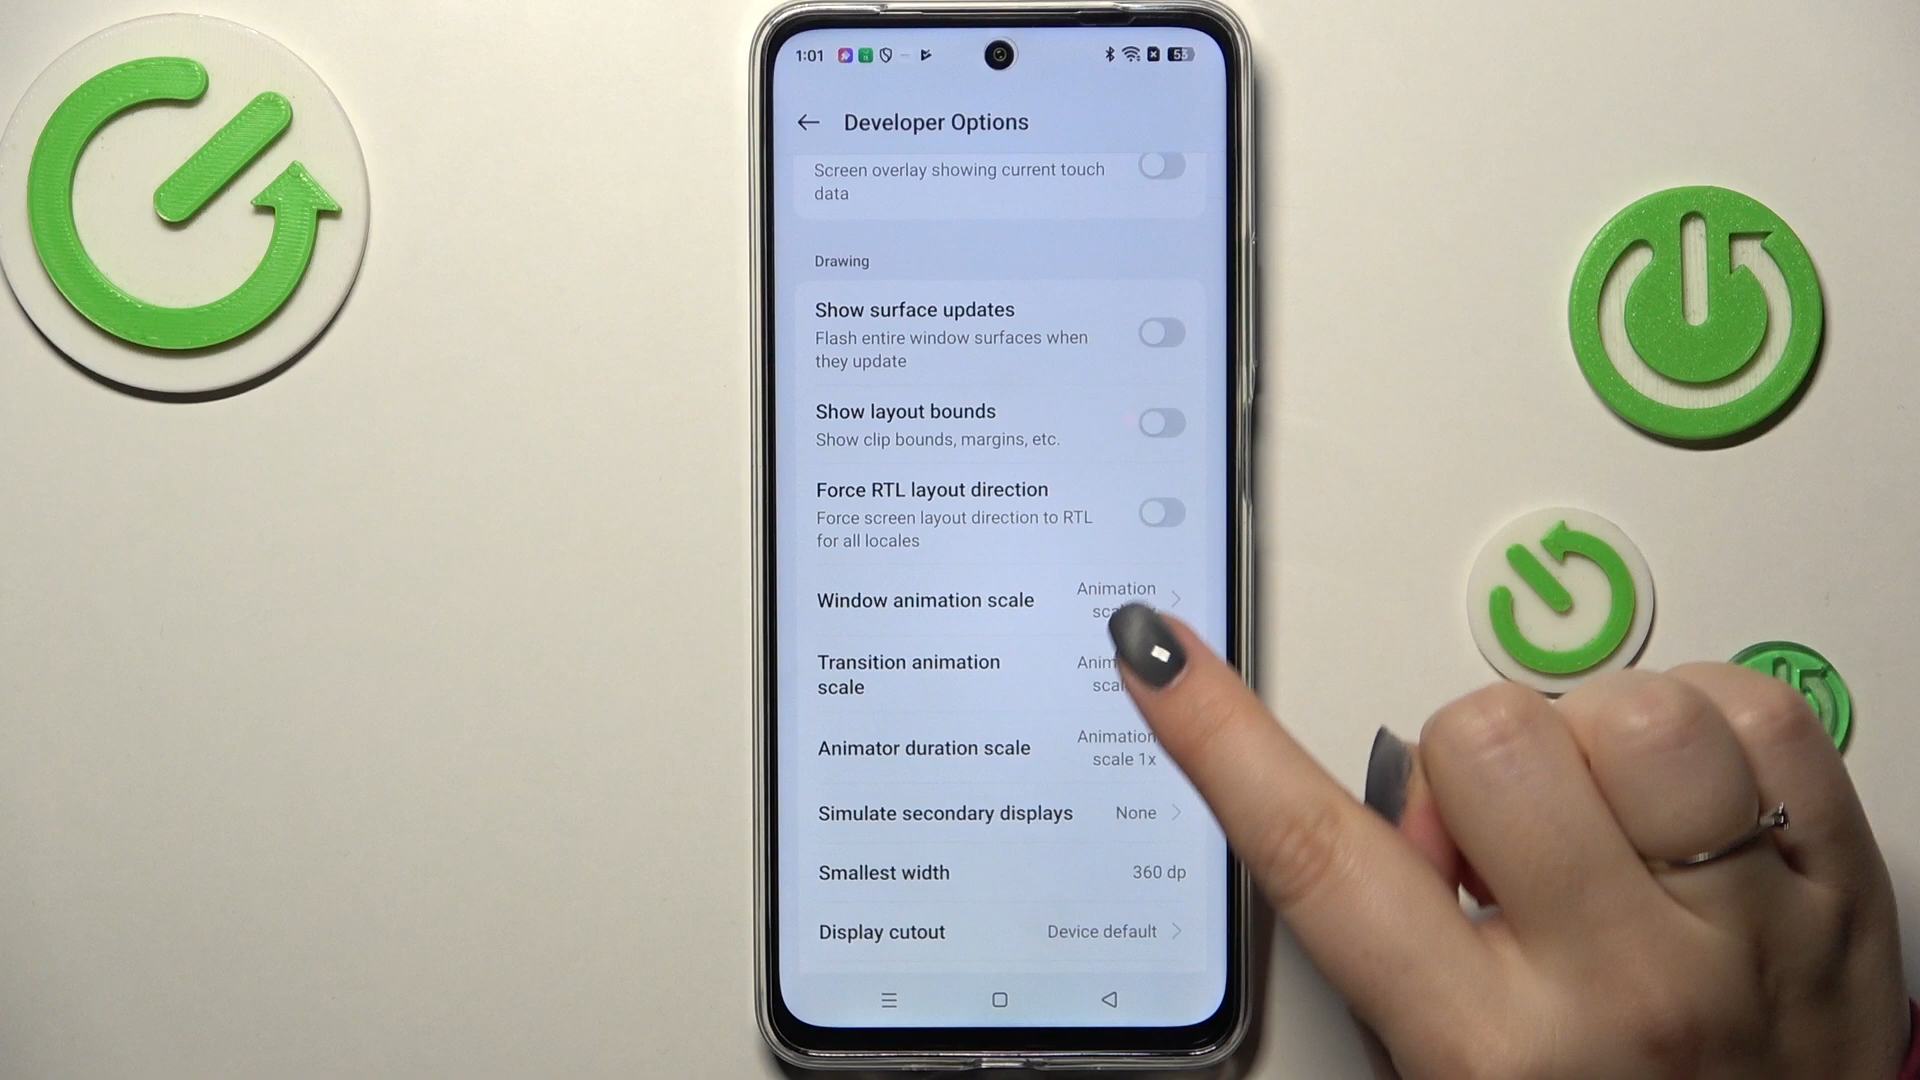 1:01
53
Developer Options
Screen overlay showing current touch
data
Drawing
Show surface updates
Flash entire window surfaces when
they update
Show layout bounds
Show clip bounds, margins, etc.
Force RTL layout direction
Force screen layout direction to RTL
for all locales
Window animation scale
Animation
Transition animation
scale
Animator duration scale
Animation
scale 1x
Simulate secondary displays
None
Smallest width
360 dp
Display cutout
Device default